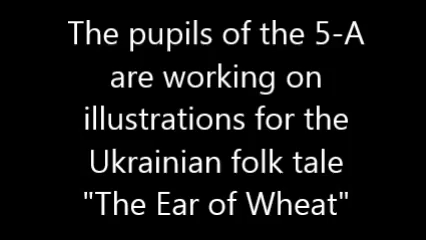 The pupils of the 5-A
are working on
illustrations for the
Ukrainian folk tale
"The Ear of Wheat"